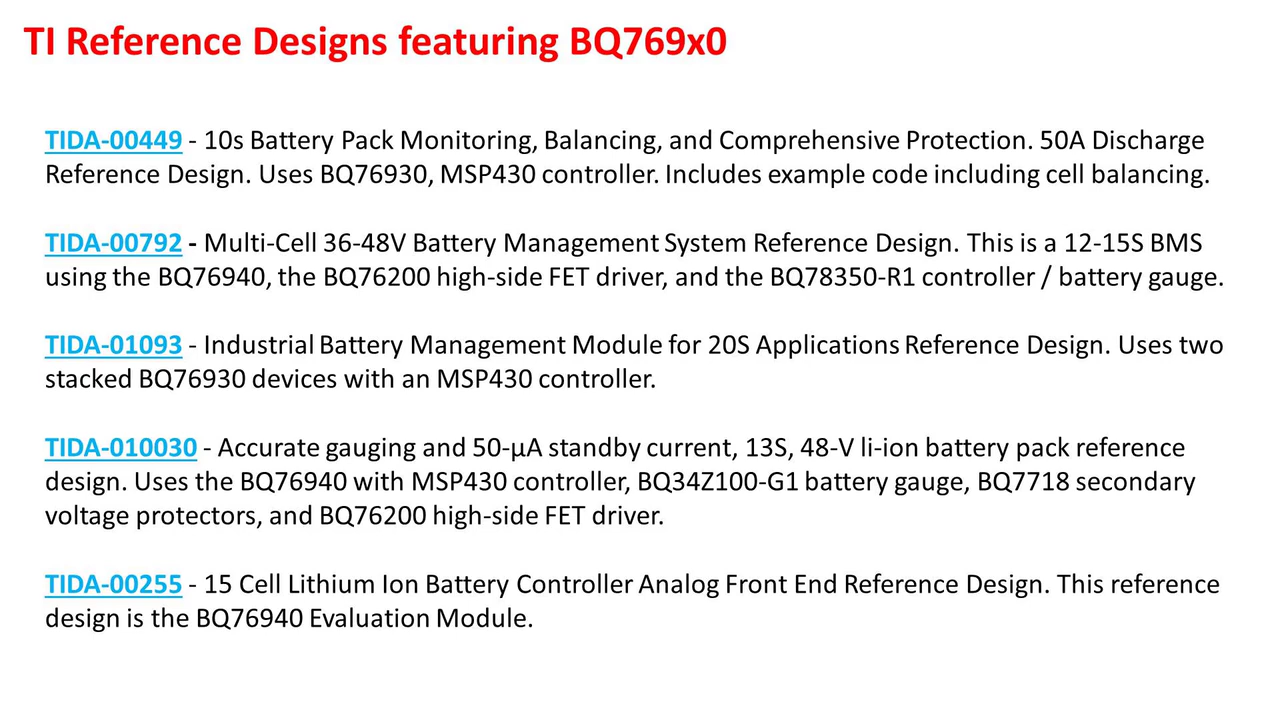 TI Reference Designs featuring BQ769x0
TIDA-00449 - 10s Battery Pack Monitoring, Balancing, and Comprehensive Protection. 50A Discharge
Reference Design. Uses BQ76930, MSP430 controller. Includes example code including cell balancing.
TIDA-00792 - Multi-Cell 36-48V Battery Management System Reference Design. This is a 12-15S BMS
using the BQ76940, the BQ76200 high-side FET driver, and the BQ78350-R1 controller / battery gauge.
TIDA-01093 - Industrial Battery Management Module for 20S Applications Reference Design. Uses two
stacked BQ76930 devices with an MSP430 controller.
TIDA-010030 - Accurate gauging and 50-μA standby current, 13S, 48-V li-ion battery pack reference
design. Uses the BQ76940 with MSP430 controller, BQ34Z100-G1 battery gauge, BQ7718 secondary
voltage protectors, and BQ76200 high-side FET driver.
TIDA-00255 - 15 Cell Lithium Ion Battery Controller Analog Front End Reference Design. This reference
design is the BQ76940 Evaluation Module.